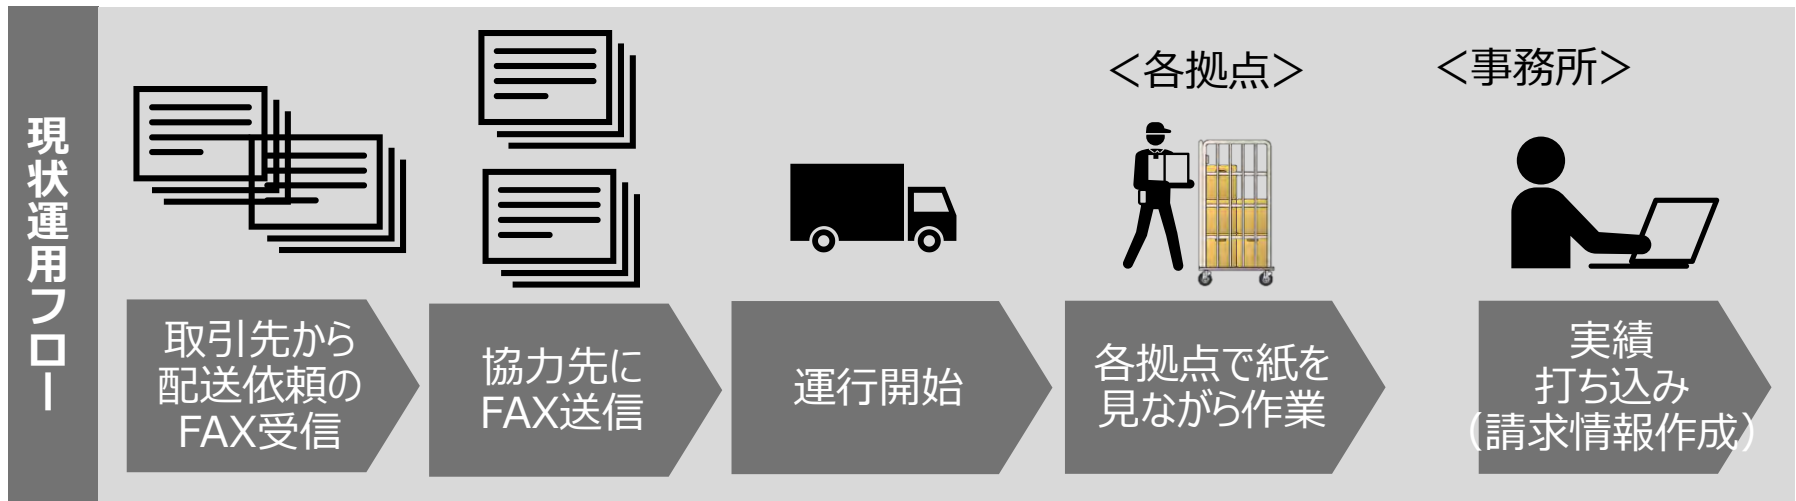 現状運用フロー
＜各拠点＞
＜事務所＞
取引先から
配送依頼の
FAX受信
協力先に
FAX送信
運行開始
各拠点で紙を
見ながら作業
実績
打ち込み
（請求情報作成）